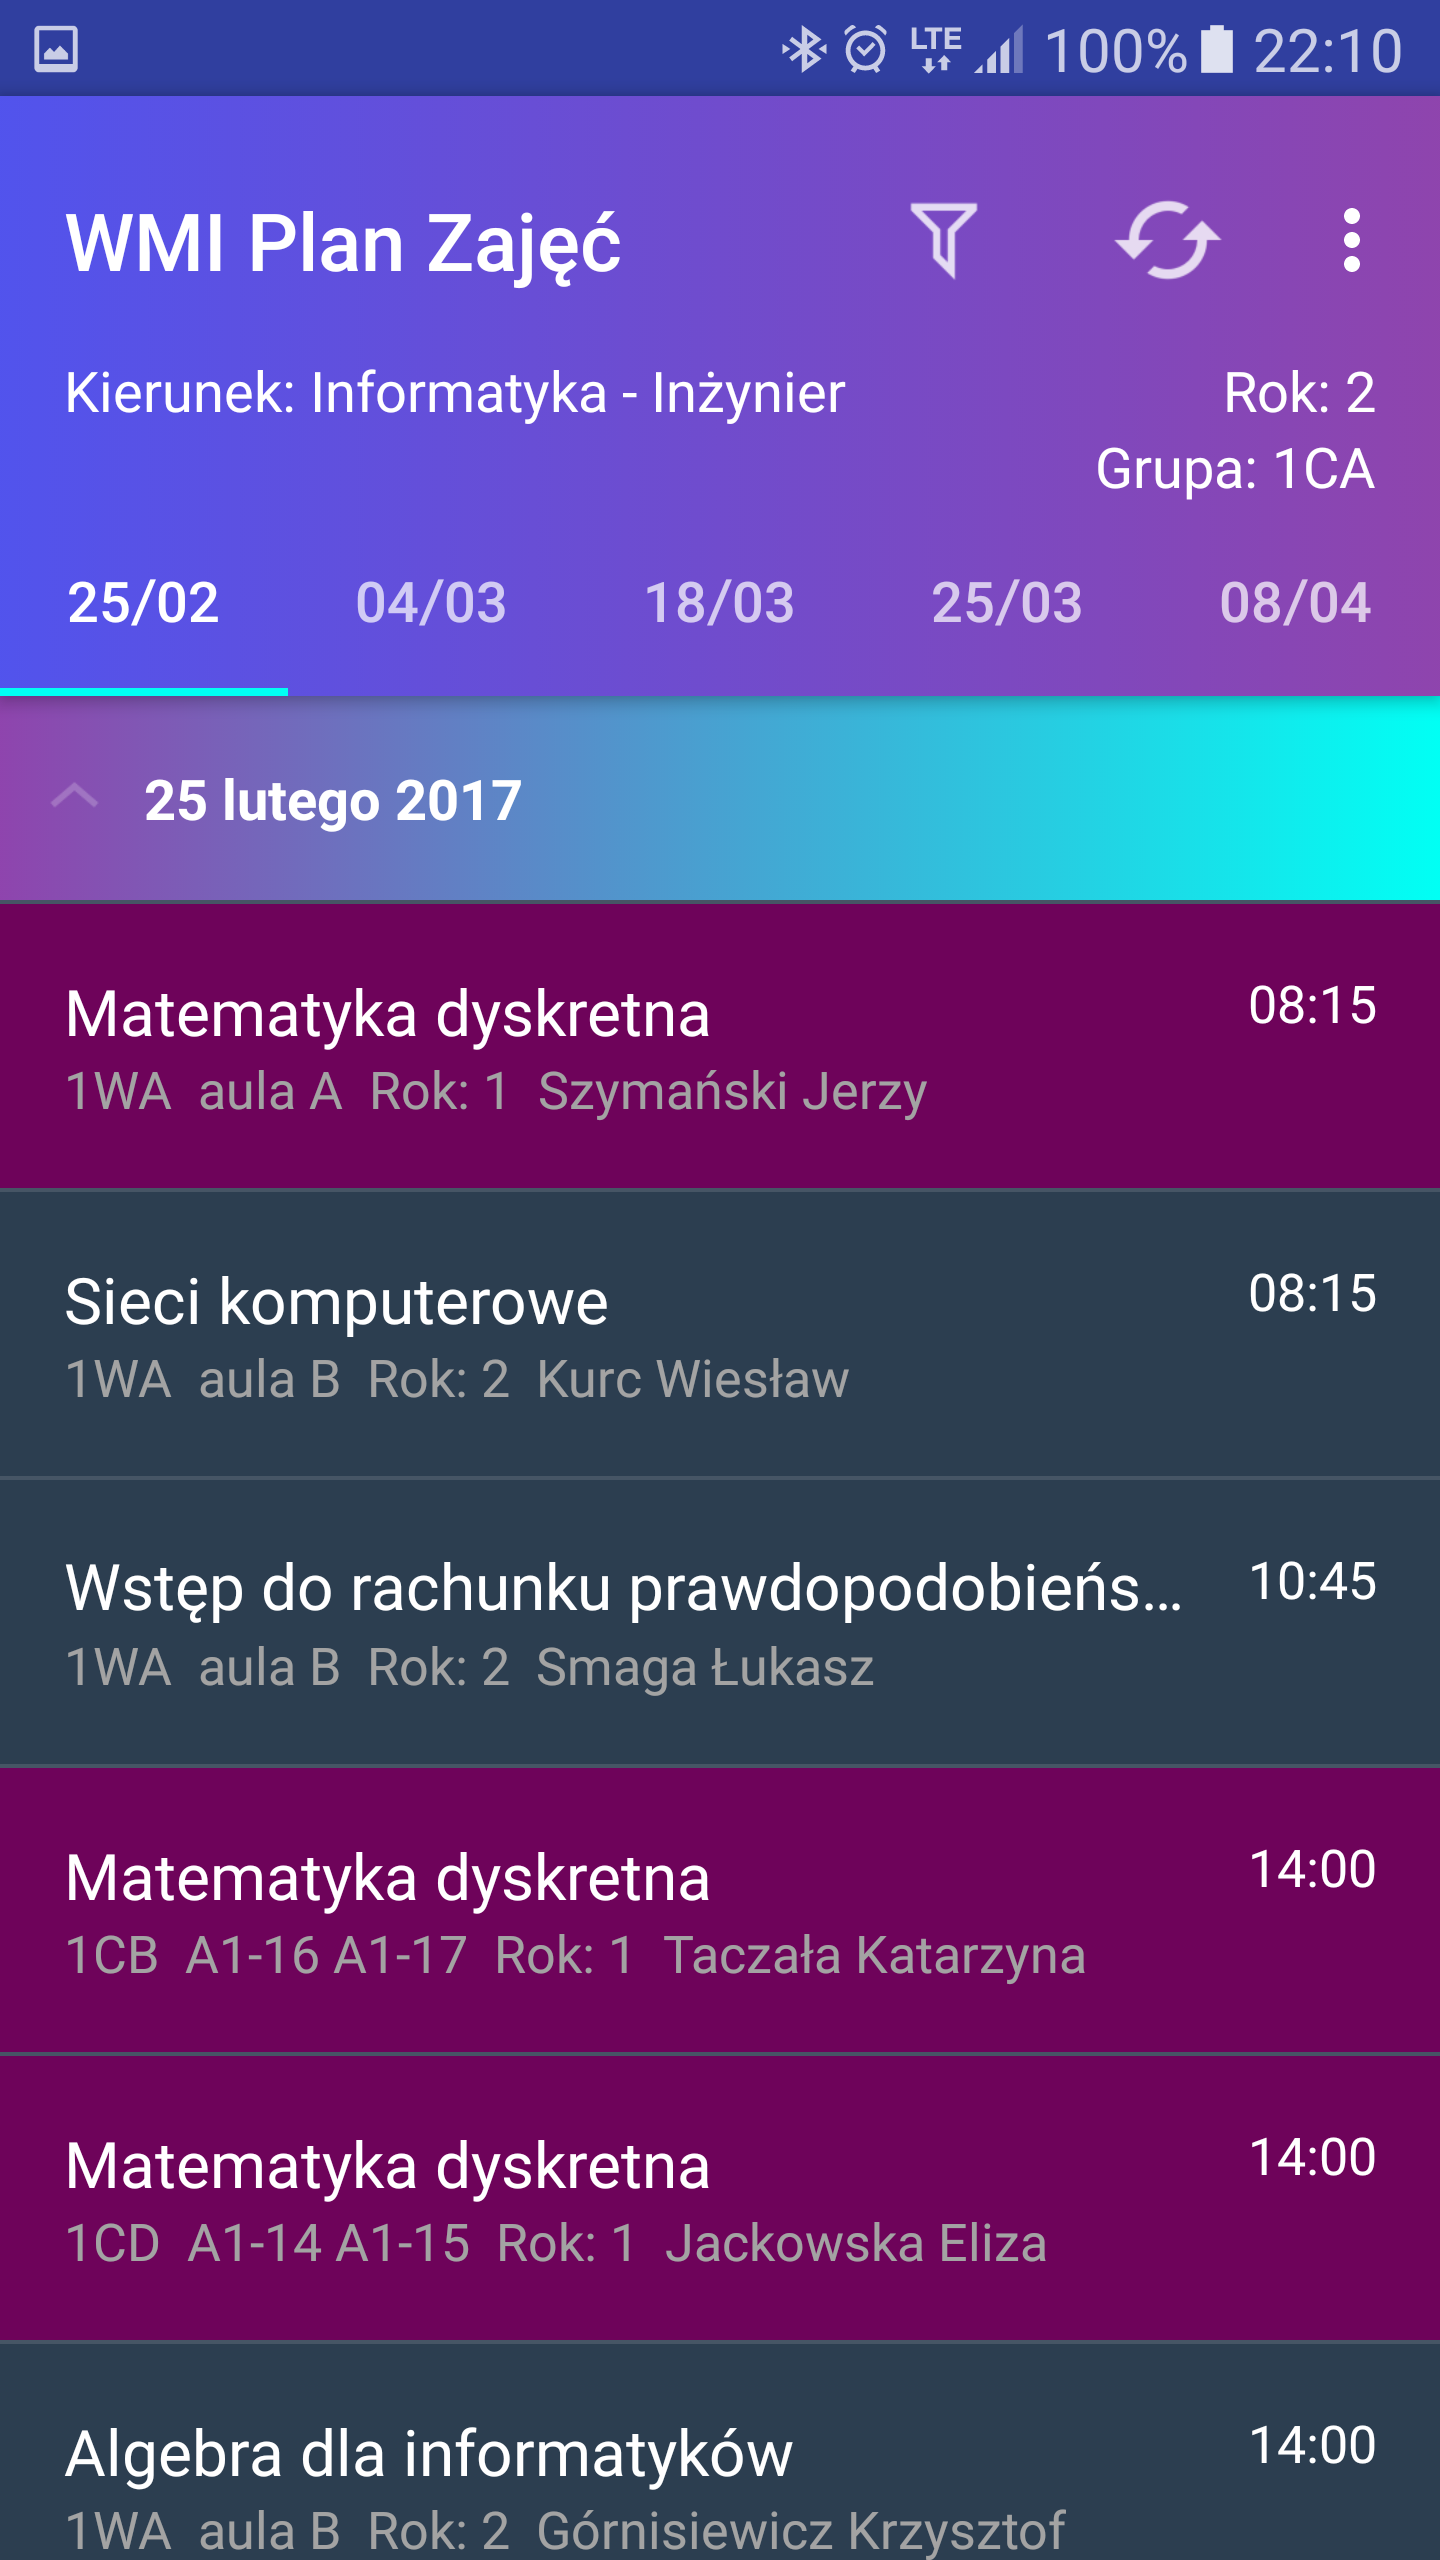 LTE 100% 22:10
WMI Plan Zajęć
Kierunek: Informatyka - Inżynier Rok: 2
Grupa: 1CA
25/02 04/03 18/03 25/03 08/04
25 lutego 2017
Matematyka dyskretna 08:15
1WA aula A Rok: 1 Szymański Jerzy
Sieci komputerowe 08:15
1WA aula B Rok: 2 Kurc Wiesław
Wstęp do rachunku prawdopodobieńs... 10:45
1WA aula B Rok: 2 Smaga Łukasz
Matematyka dyskretna 14:00
1CB A1-16 A1-17 Rok: 1 Taczała Katarzyna
Matematyka dyskretna 14:00
1CD A1-14 A1-15 Rok: 1 Jackowska Eliza
Algebra dla informatyków 14:00
1WA aula B Rok: 2 Górnisiewicz Krzysztof